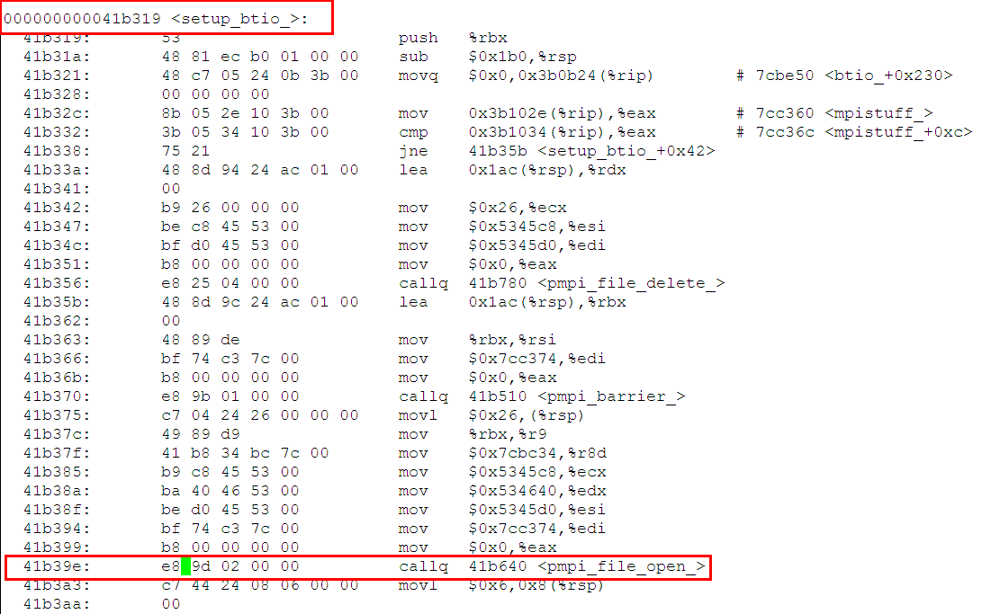 000000000041b319 <setup_btio_>:
41b319: 53 push %rbx
41b31a: 48 81 ec b0 01 00 00 sub $0x1b0,%rsp
41b321: 48 c7 05 24 0b 3b 00 movq $0x0,0x3b0b24(%rip) # 7cbe50 <btio_+0x230>
41b328: 00 00 00 00
41b32c: 8b 05 2e 10 3b 00 mov 0x3b102e(%rip),%eax # 7cc360 <mpistuff_>
41b332: 3b 05 34 10 3b 00 cmp 0x3b1034(%rip),%eax # 7cc36c <mpistuff_+0xc>
41b338: 75 21 jne 41b35b <setup_btio_+0x42>
41b33a: 48 8d 94 24 ac 01 00 lea 0x1ac(%rsp),%rdx
41b341: 00
41b342: b9 26 00 00 00 mov $0x26,%ecx
41b347: be c8 45 53 00 mov $0x5345c8,%esi
41b34c: bf d0 45 53 00 mov $0x5345d0,%edi
41b351: b8 00 00 00 00 mov $0x0,%eax
41b356: e8 25 04 00 00 callq 41b780 <pmpi_file_delete_>
41b35b: 48 8d 9c 24 ac 01 00 lea 0x1ac(%rsp),%rbx
41b362: 00
41b363: 48 89 de mov %rbx,%rsi
41b366: bf 74 c3 7c 00 mov $0x7cc374,%edi
41b36b: b8 00 00 00 00 mov $0x0,%eax
41b370: e8 9b 01 00 00 callq 41b510 <pmpi_barrier_>
41b375: c7 04 24 26 00 00 00 movl $0x26,(%rsp)
41b37c: 49 89 d9 mov %rbx,%r9
41b37f: 41 b8 34 bc 7c 00 mov $0x7cbc34,%r8d
41b385: b9 c8 45 53 00 mov $0x5345c8,%ecx
41b38a: ba 40 46 53 00 mov $0x534640,%edx
41b38f: be d0 45 53 00 mov $0x5345d0,%esi
41b394: bf 74 c3 7c 00 mov $0x7cc374,%edi
41b399: b8 00 00 00 00 mov $0x0,%eax
41b39e: e8 9d 02 00 00 callq 41b640 <pmpi_file_open_>
41b3a3: c7 44 24 08 06 00 00 movl $0x6,0x8(%rsp)
41b3aa: 00